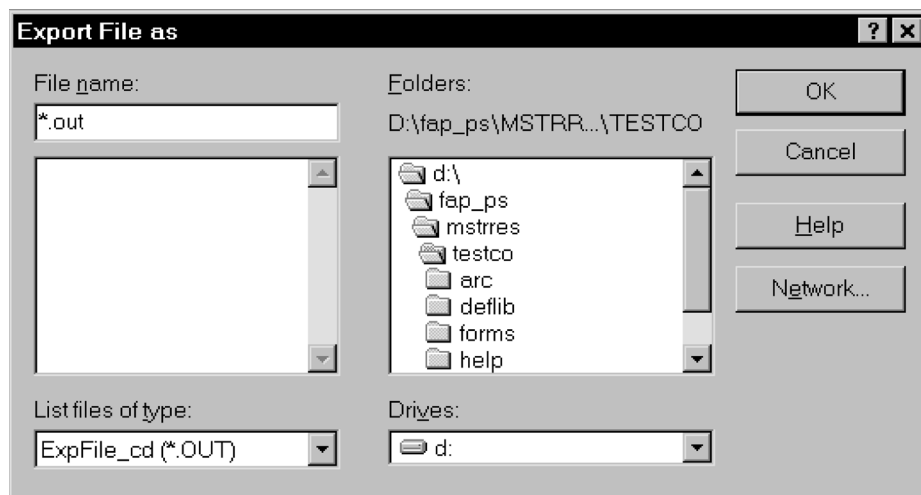 Export File as
File name:
*.out
Folders:
D:\fap_ps\MSTRR...\TESTCO
OK
Cancel
Help
Network...
d:\
fap_ps
mstrres
testco
arc
deflib
forms
help
List files of type:
ExpFile_cd (*.OUT)
Drives:
d: